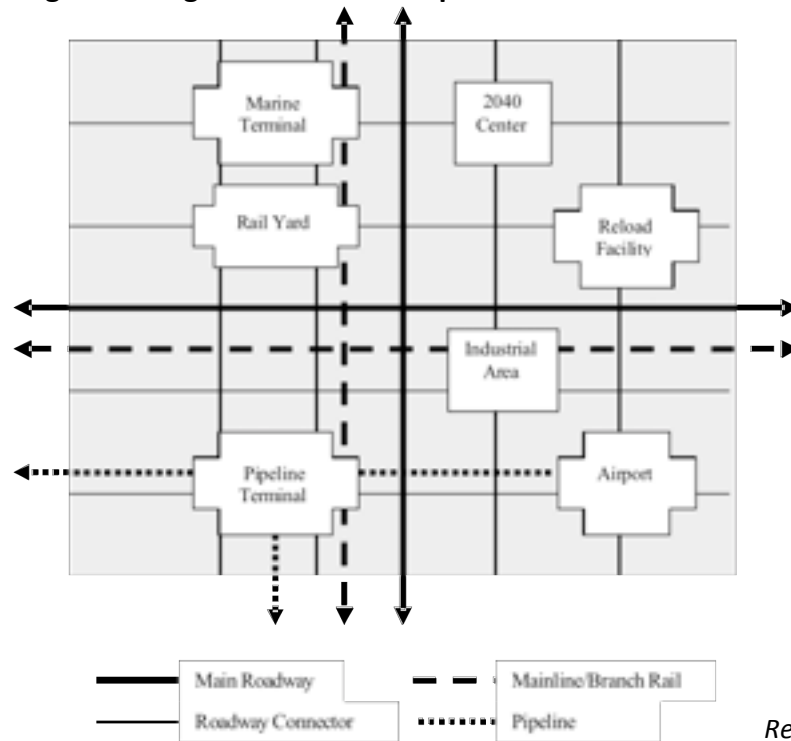 Marine
Terminal
2040
Center
Rail Yard
Reload
Facility
Industrial
Area
Pipeline
Terminal
Airport
Main Roadway
Mainline/Branch Rail
Roadway Connector
Pipeline
Re